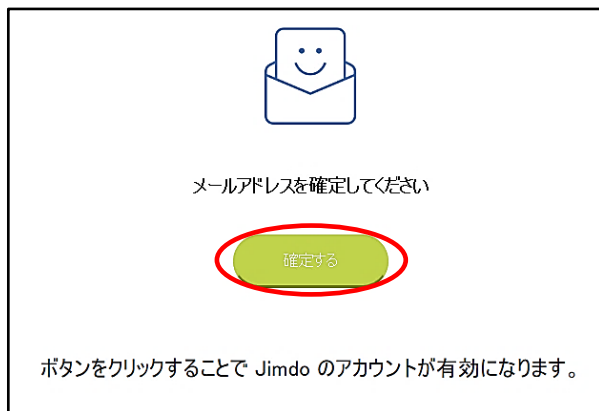 メールアドレスを確定してください
確定する
ボタンをクリックすることで Jimdo のアカウントが有効になります。